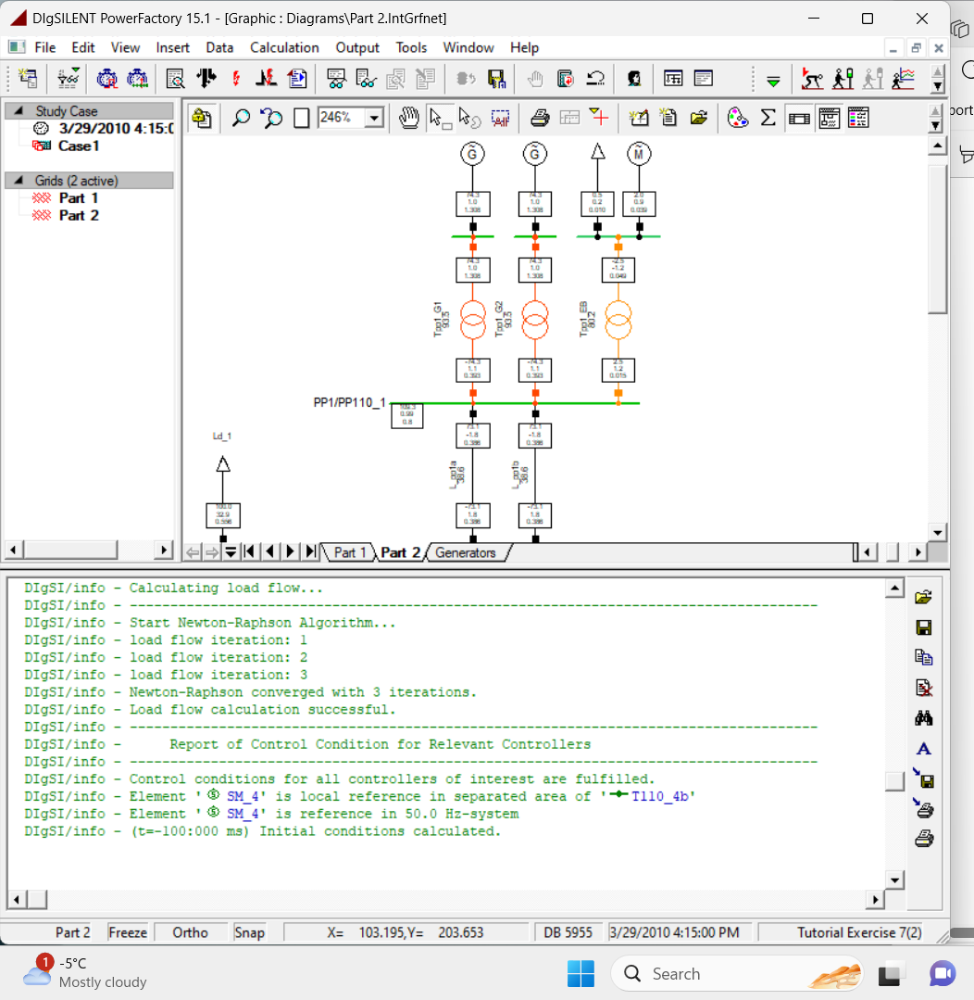 DIgSILENT PowerFactory 15.1 - [Graphic : Diagrams\Part 2.IntGrfnet]
File Edit View Insert Data Calculation Output Tools Window Help
246%
port
Study Case
3/29/2010 4:15:0
Case1
Grids (2 active)
Part 1
Part 2
G G M
74.3 74.3 0.5 2.0
1.0 1.0 0.2 0.9
1.308 1.308 0.010 0.039
74.3 74.3 -2.5
1.0 1.0 -1.2
1.308 1.308 0.049
Tpp1_G1
93.5
Tpp1_G2
93.5
Tpp1_EB
80.2
-74.3 -74.3 2.5
1.1 1.1 1.2
0.393 0.393 0.015
PP1/PP110_1
109.3
0.99
0.8
73.1 73.1
-1.8 -1.8
0.386 0.386
Ld_1
L_pp1a
38.6
L_pp1b
38.6
100.0
32.9
0.556
-73.1 -73.1
1.8 1.8
0.386 0.386
Part 1 Part 2 Generators
DIgSI/info - Calculating load flow...
DIgSI/info - --------------------------------------------------------------------------------
DIgSI/info - Start Newton-Raphson Algorithm...
DIgSI/info - load flow iteration: 1
DIgSI/info - load flow iteration: 2
DIgSI/info - load flow iteration: 3
DIgSI/info - Newton-Raphson converged with 3 iterations.
DIgSI/info - Load flow calculation successful.
DIgSI/info - --------------------------------------------------------------------------------
DIgSI/info - Report of Control Condition for Relevant Controllers
DIgSI/info - --------------------------------------------------------------------------------
DIgSI/info - Control conditions for all controllers of interest are fulfilled.
DIgSI/info - Element ' SM_4' is local reference in separated area of ' T110_4b'
DIgSI/info - Element ' SM_4' is reference in 50.0 Hz-system
DIgSI/info - (t=-100:000 ms) Initial conditions calculated.
Part 2 Freeze Ortho Snap X= 103.195,Y= 203.653 DB 5955 3/29/2010 4:15:00 PM Tutorial Exercise 7(2)
1
-5°C
Mostly cloudy
Search